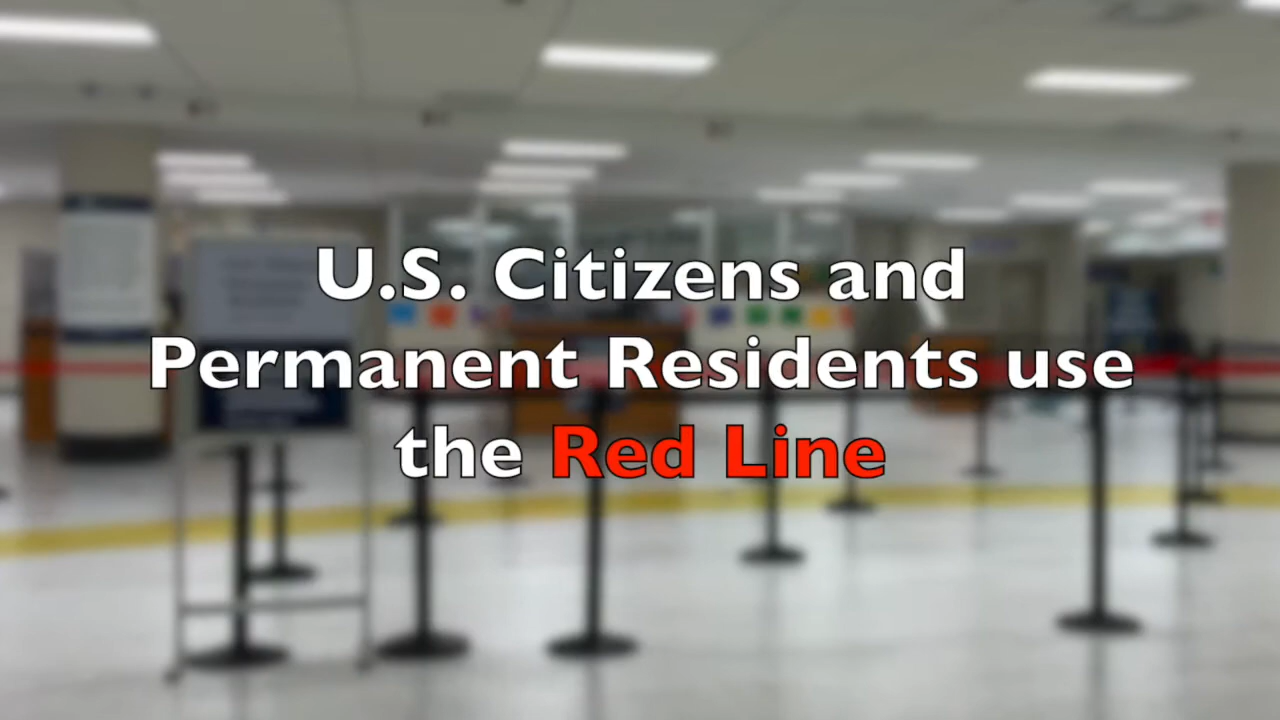 U.S. Citizens and
Permanent Residents use
the Red Line